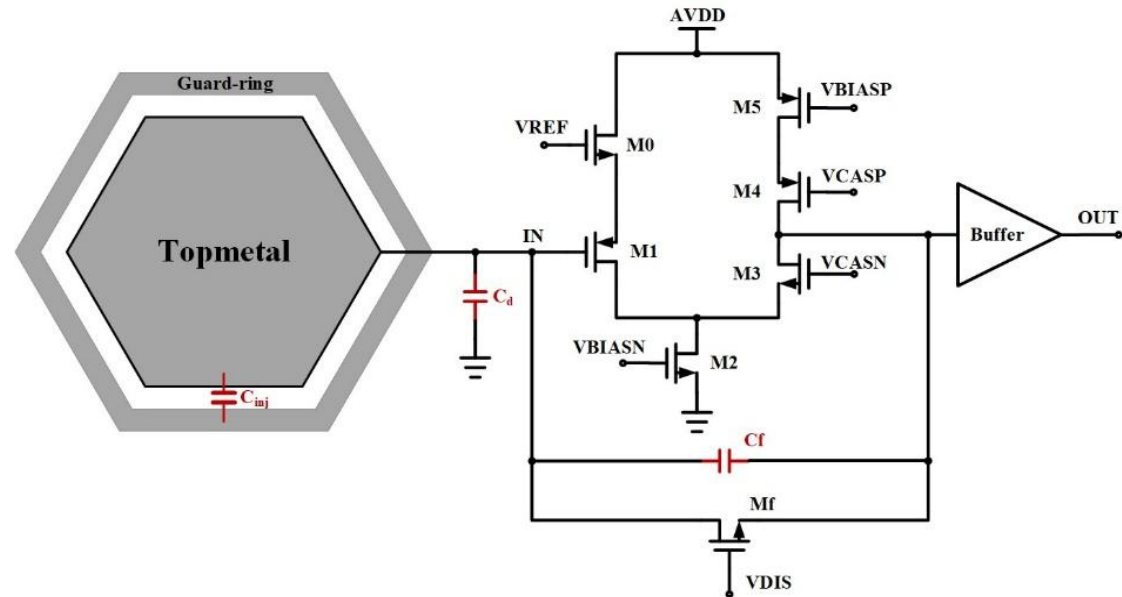 AVDD
Guard-ring
VBIASP
M5
VREF
M0
VCASP
M4
Topmetal
IN
M1
Buffer
OUT
M3
VCASN
Cd
VBIASN
M2
Cinj
Cf
Mf
VDIS